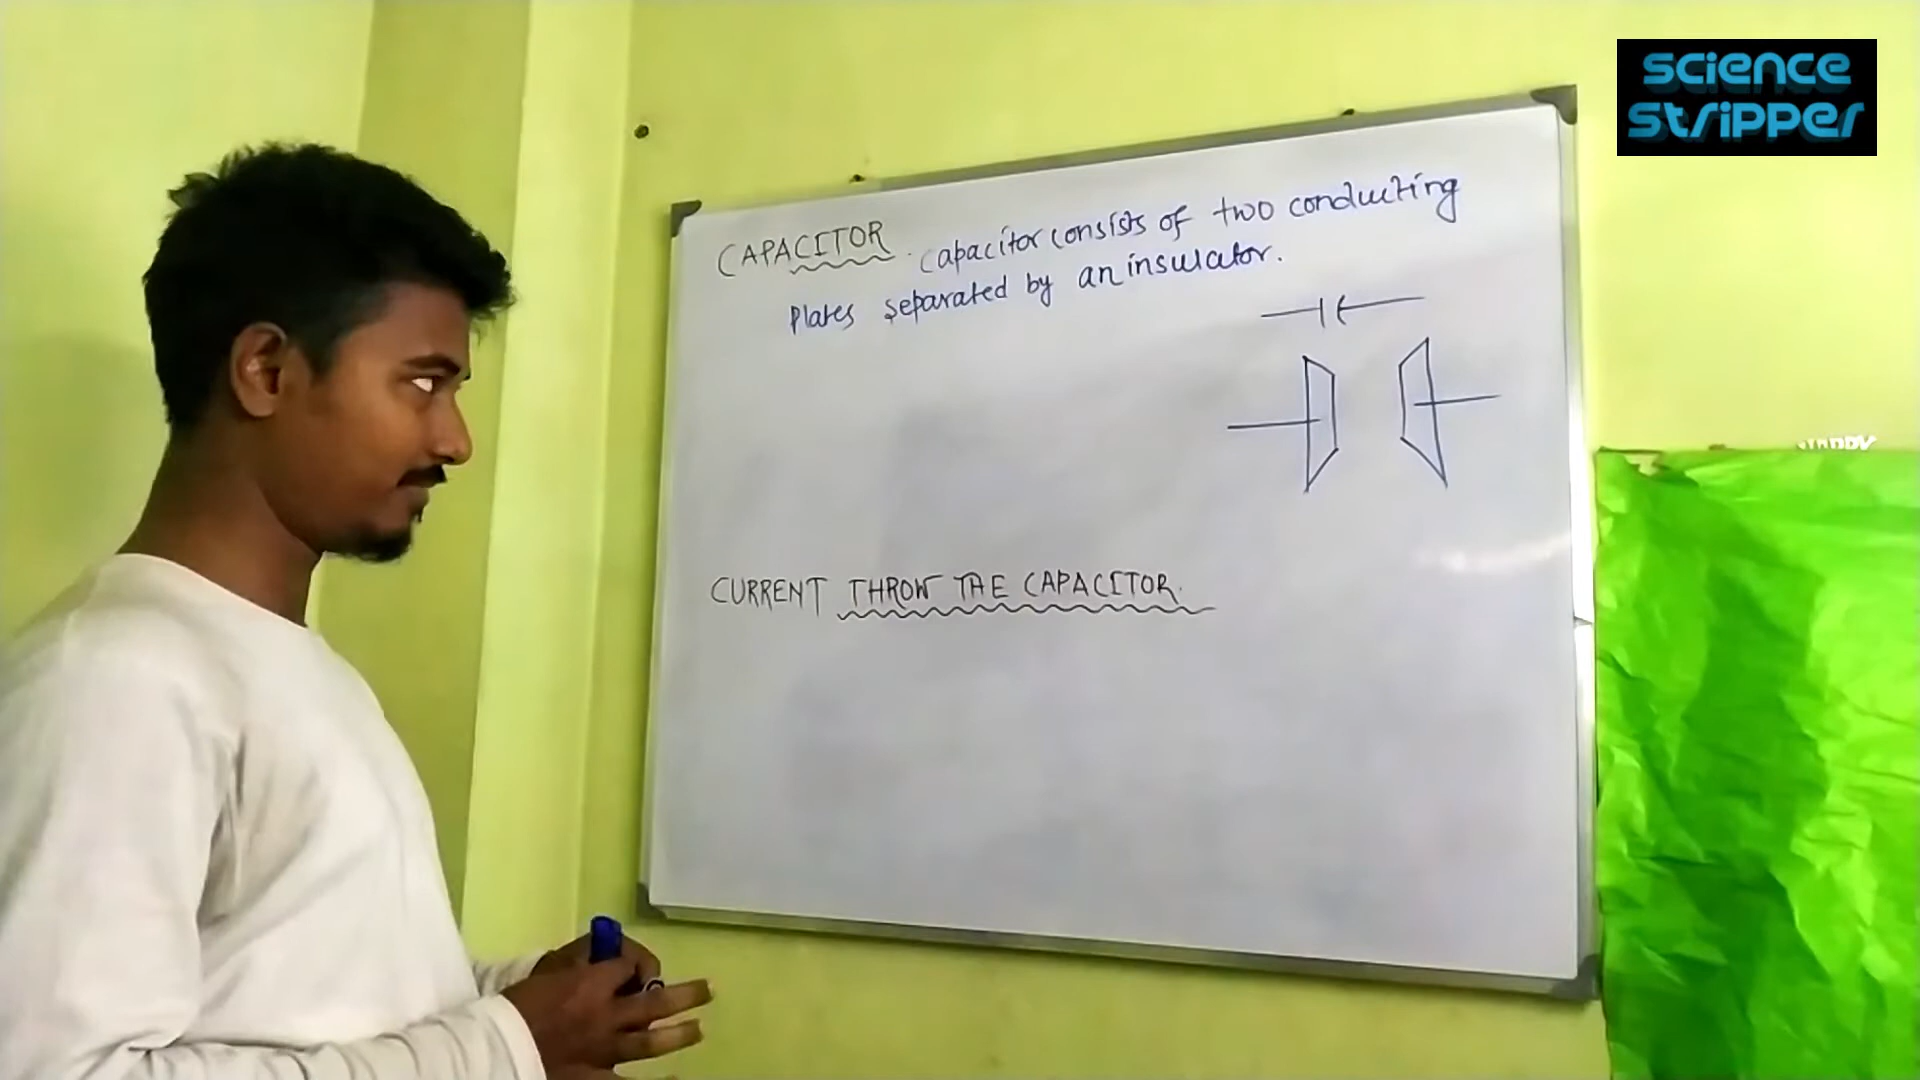 science
stripper
CAPACITOR. Capacitor consists of two conducting
Plates separated by an insulator.
CURRENT THROW THE CAPACITOR.